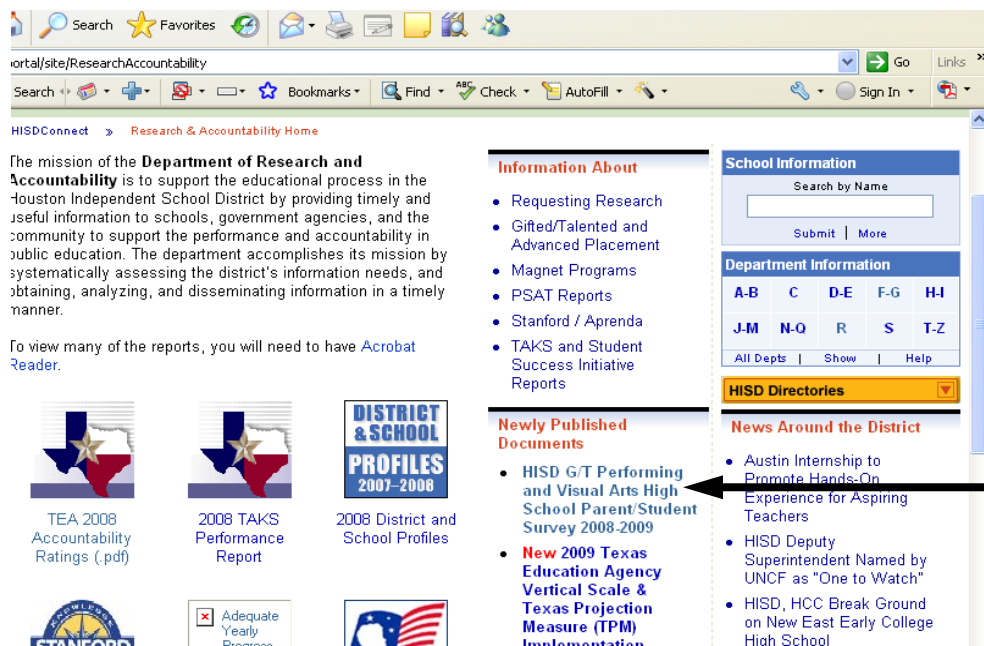 Search
Favorites
ortal/site/ResearchAccountability
Go
Links
Search
Bookmarks
Find
ABC
Check
AutoFill
Sign In
HISDConnect » Research & Accountability Home
The mission of the Department of Research and
Accountability is to support the educational process in the
Houston Independent School District by providing timely and
useful information to schools, government agencies, and the
community to support the performance and accountability in
public education. The department accomplishes its mission by
systematically assessing the district's information needs, and
obtaining, analyzing, and disseminating information in a timely
manner.
To view many of the reports, you will need to have Acrobat
Reader.
TEA 2008
Accountability
Ratings (.pdf)
2008 TAKS
Performance
Report
DISTRICT
& SCHOOL
PROFILES
2007-2008
2008 District and
School Profiles
KNOWLEDGE
STANFORD
Adequate
Yearly
Progress
Information About
• Requesting Research
• Gifted/Talented and
Advanced Placement
• Magnet Programs
• PSAT Reports
• Stanford / Aprenda
• TAKS and Student
Success Initiative
Reports
Newly Published
Documents
• HISD G/T Performing
and Visual Arts High
School Parent/Student
Survey 2008-2009
• New 2009 Texas
Education Agency
Vertical Scale &
Texas Projection
Measure (TPM)
Implementation
School Information
Search by Name
Submit | More
Department Information
A-B C D-E F-G H-I
J-M N-Q R S T-Z
All Depts | Show | Help
HISD Directories
News Around the District
• Austin Internship to
Promote Hands-On
Experience for Aspiring
Teachers
• HISD Deputy
Superintendent Named by
UNCF as "One to Watch"
• HISD, HCC Break Ground
on New East Early College
High School